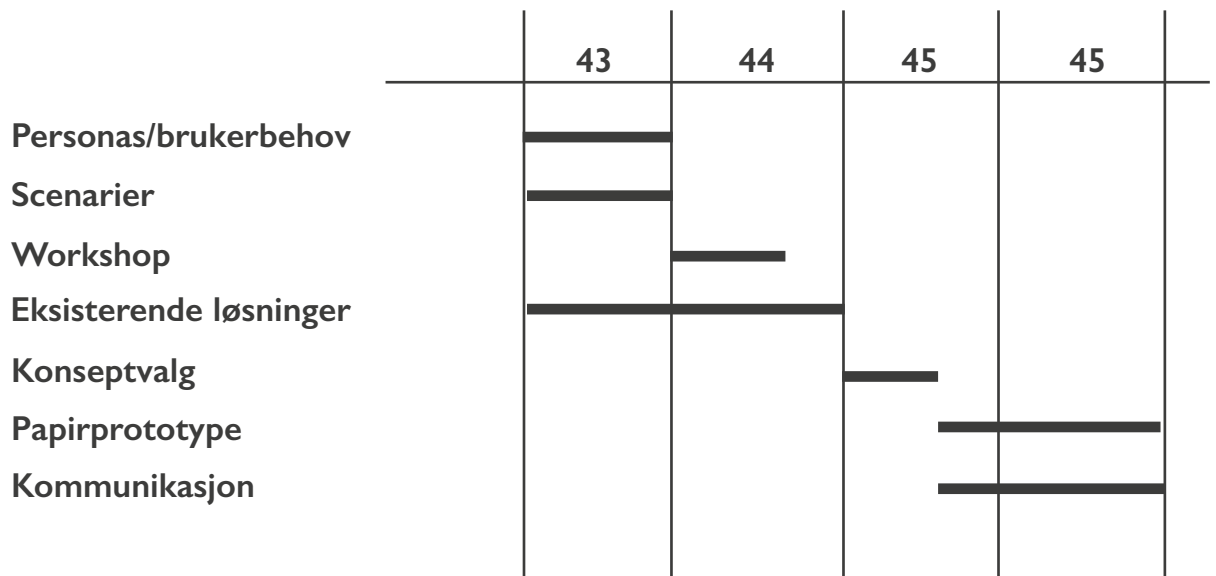 43 44 45 45
Personas/brukerbehov
Scenarier
Workshop
Eksisterende løsninger
Konseptvalg
Papirprototype
Kommunikasjon